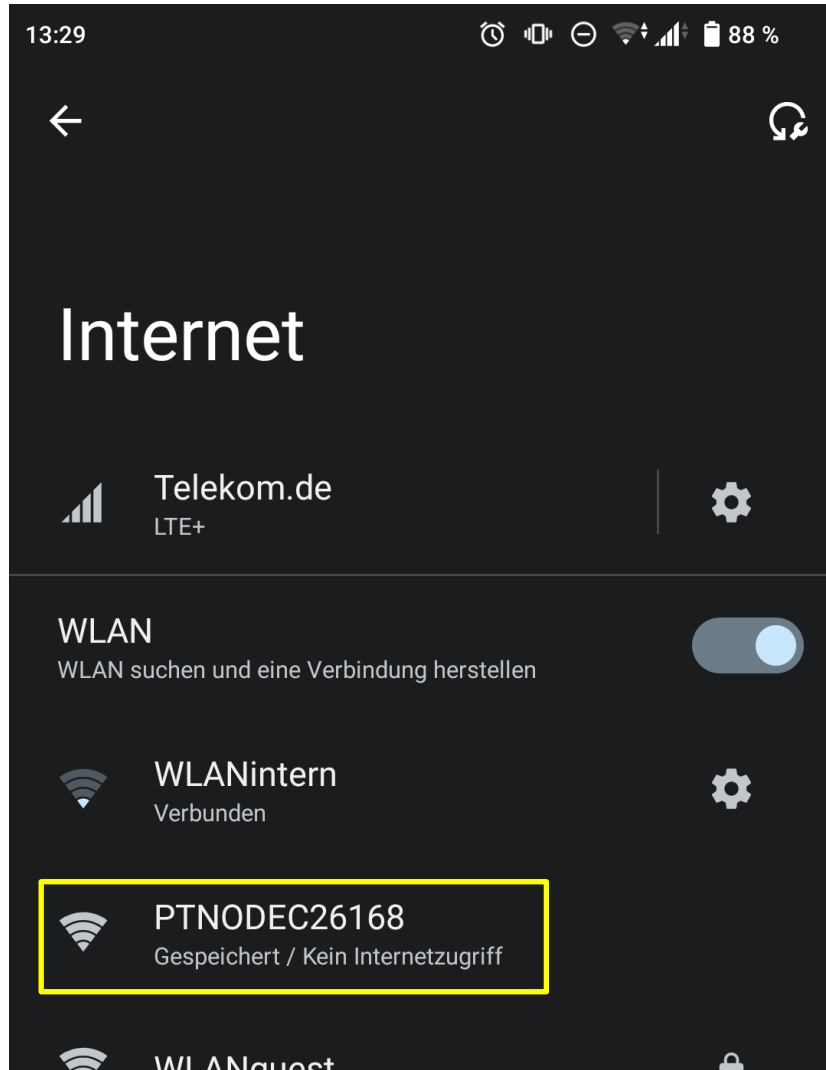 13:29
88 %
Internet
Telekom.de
LTE+
WLAN
WLAN suchen und eine Verbindung herstellen
WLANintern
Verbunden
PTNODEC26168
Gespeichert / Kein Internetzugriff
WLANguest